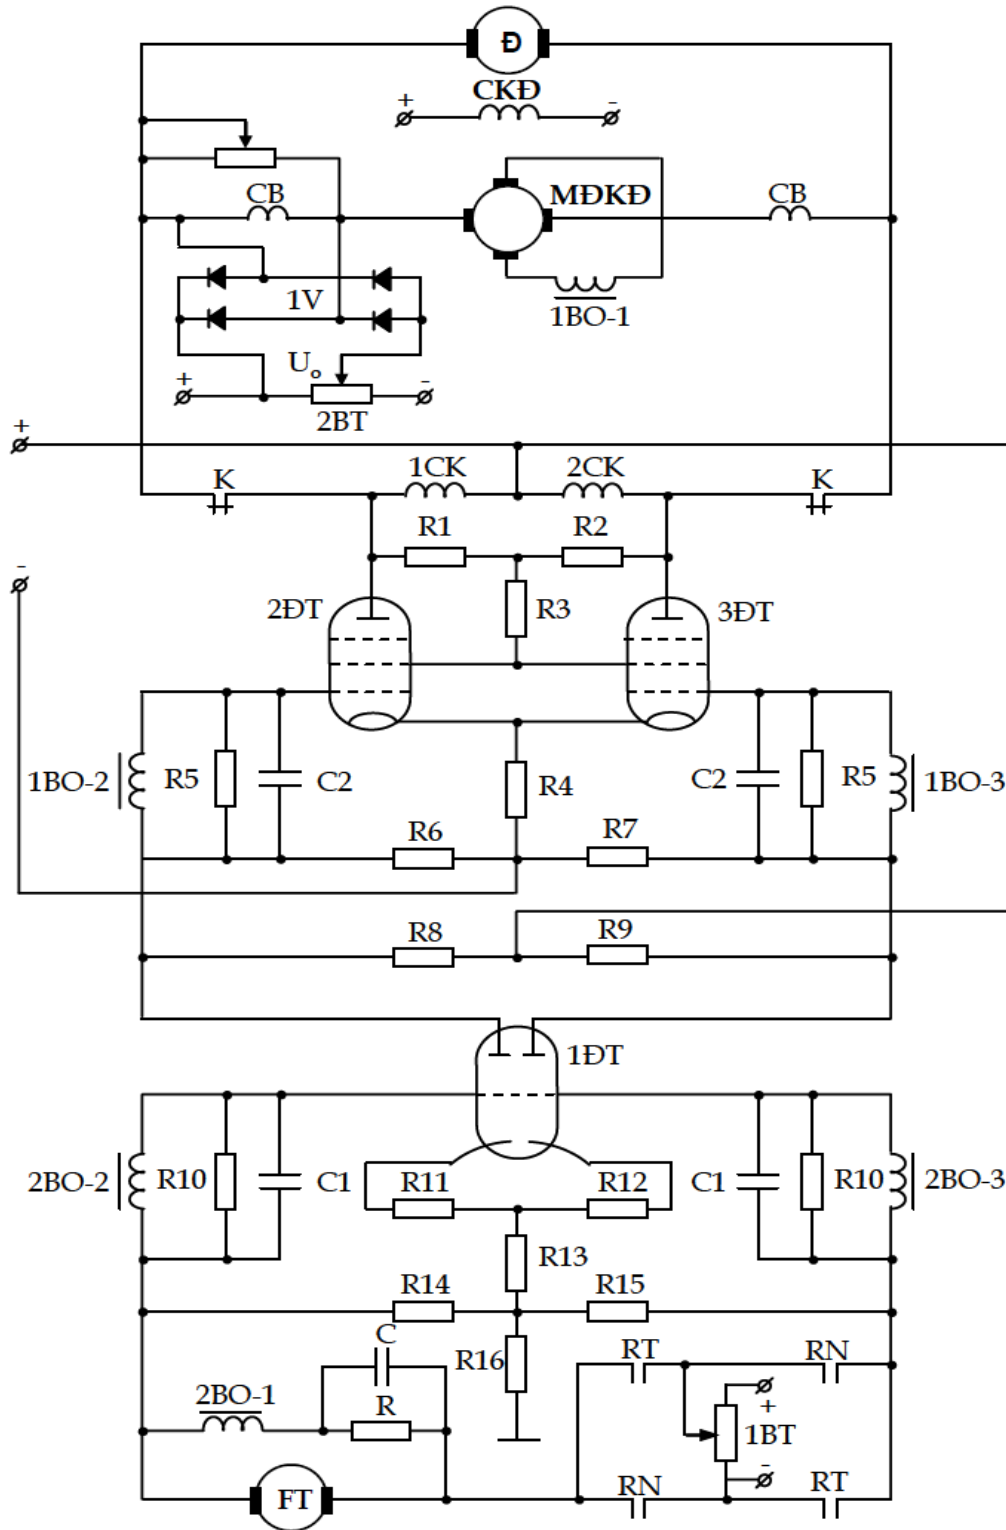 Đ
CKĐ
+ -
CB MĐKĐ CB
1V
1BO-1
U₀
+ -
2BT
+
1CK 2CK
K K
R1 R2
-
2ĐT R3 3ĐT
1BO-2 R5 C2 R4 C2 R5 1BO-3
R6 R7
R8 R9
1ĐT
2BO-2 R10 C1 R11 R12 C1 R10 2BO-3
R13
R14 R15
C R16 RT RN
2BO-1 R + 1BT
-
FT RN RT